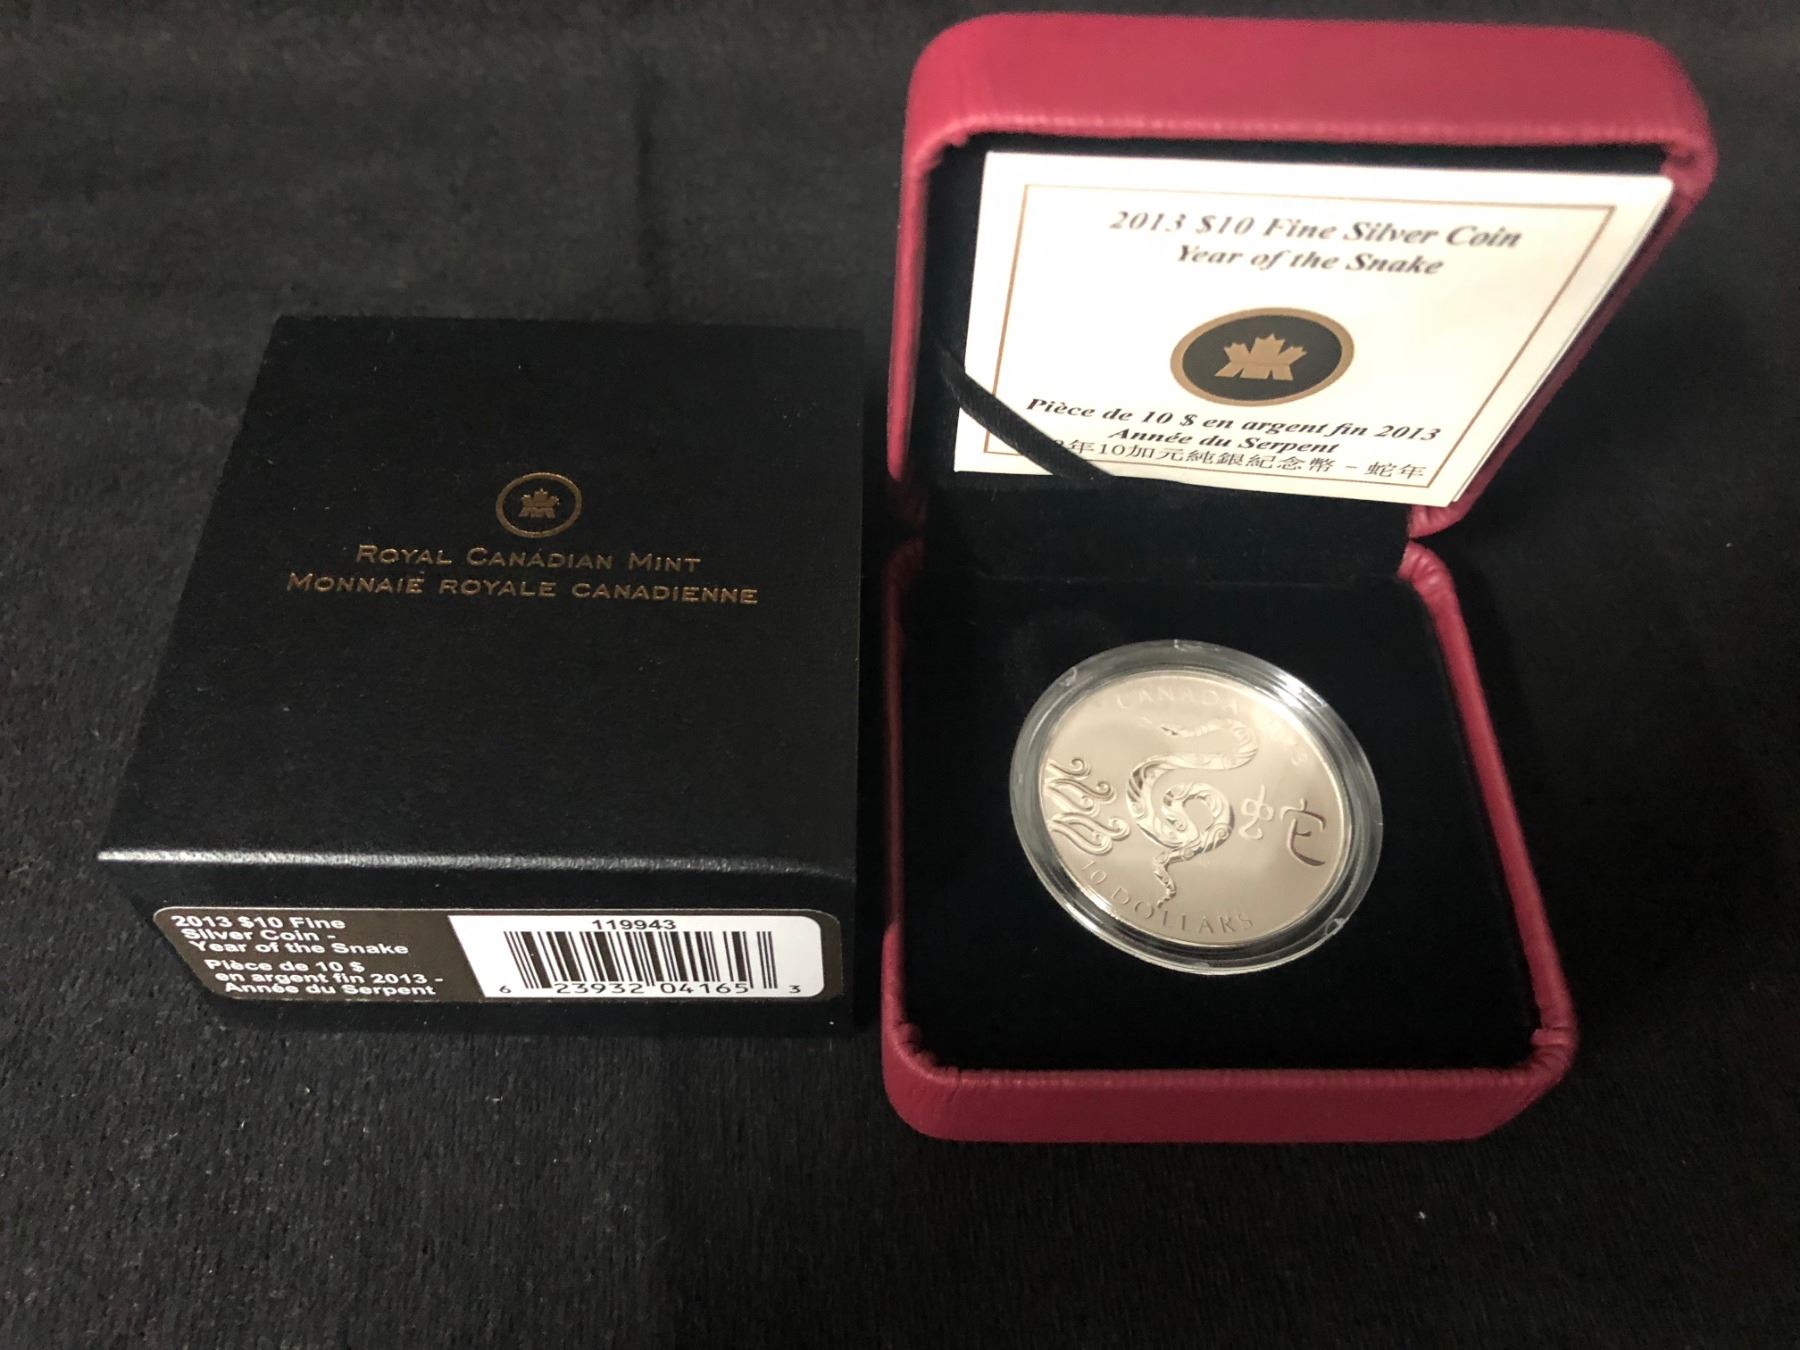 ROYAL CANADIAN MINT
MONNAIE ROYALE CANADIENNE
2013 $10 Fine
Silver Coin -
Year of the Snake
Pièce de 10 $
en argent fin 2013 -
Année du Serpent
119943
6 23932 04165 3
2013 $10 Fine Silver Coin
Year of the Snake
Pièce de 10 $ en argent fin 2013
Année du Serpent
3年10加元純銀紀念幣 - 蛇年
CANADA 2013
10 DOLLARS